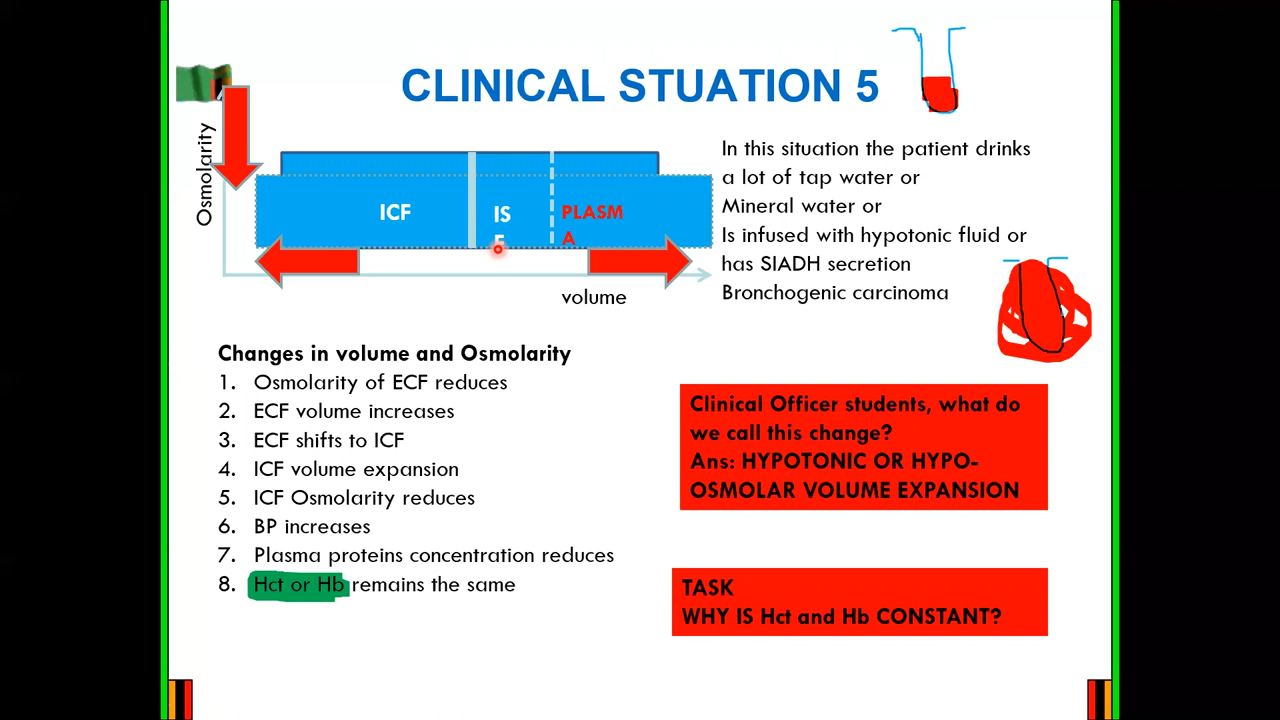 CLINICAL STUATION 5
Osmolarity
ICF
IS
F
PLASM
A
volume
In this situation the patient drinks
a lot of tap water or
Mineral water or
Is infused with hypotonic fluid or
has SIADH secretion
Bronchogenic carcinoma
Changes in volume and Osmolarity
1. Osmolarity of ECF reduces
2. ECF volume increases
3. ECF shifts to ICF
4. ICF volume expansion
5. ICF Osmolarity reduces
6. BP increases
7. Plasma proteins concentration reduces
8. Hct or Hb remains the same
Clinical Officer students, what do
we call this change?
Ans: HYPOTONIC OR HYPO-
OSMOLAR VOLUME EXPANSION
TASK
WHY IS Hct and Hb CONSTANT?